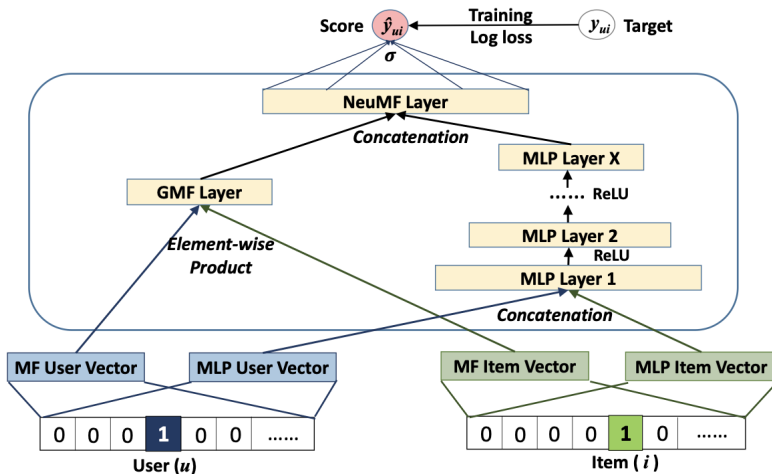 Score ŷui Training yui Target
Log loss
σ
NeuMF Layer
Concatenation
MLP Layer X
GMF Layer
...... ReLU
Element-wise
Product
MLP Layer 2
ReLU
MLP Layer 1
Concatenation
MF User Vector
MLP User Vector
MF Item Vector
MLP Item Vector
0 0 0 1 0 0 ......
0 0 0 0 1 0 ......
User (u)
Item ( i )